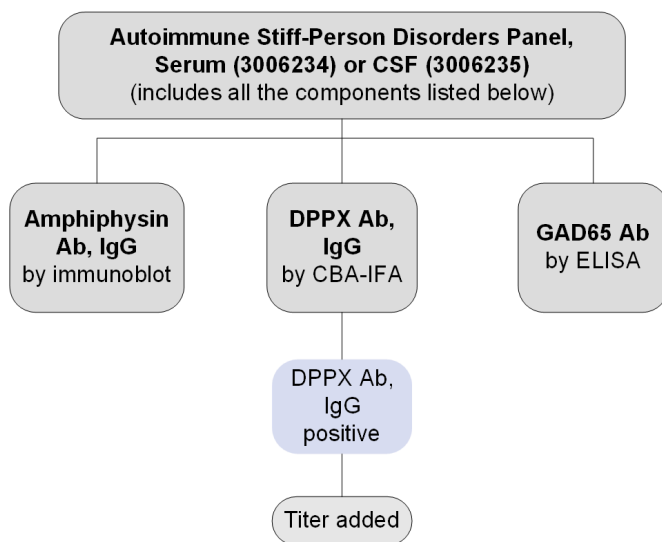 Autoimmune Stiff-Person Disorders Panel,
Serum (3006234) or CSF (3006235)
(includes all the components listed below)
Amphiphysin
Ab, IgG
by immunoblot
DPPX Ab,
IgG
by CBA-IFA
GAD65 Ab
by ELISA
DPPX Ab,
IgG
positive
Titer added